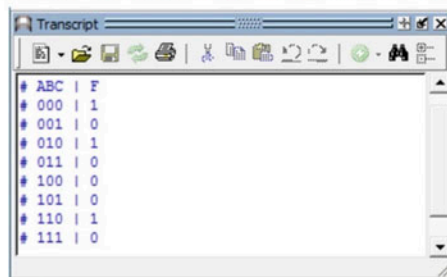 Transcript
# ABC | F
# 000 | 1
# 001 | 0
# 010 | 1
# 011 | 0
# 100 | 0
# 101 | 0
# 110 | 1
# 111 | 0